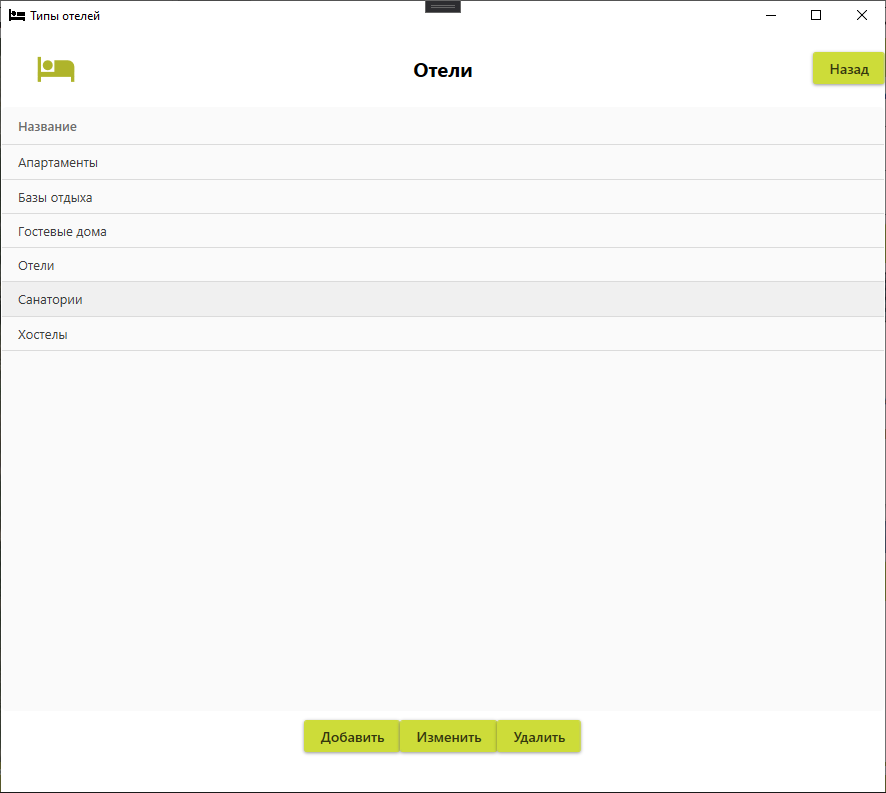 Типы отелей
Отели
Назад
Название
Апартаменты
Базы отдыха
Гостевые дома
Отели
Санатории
Хостелы
Добавить Изменить Удалить